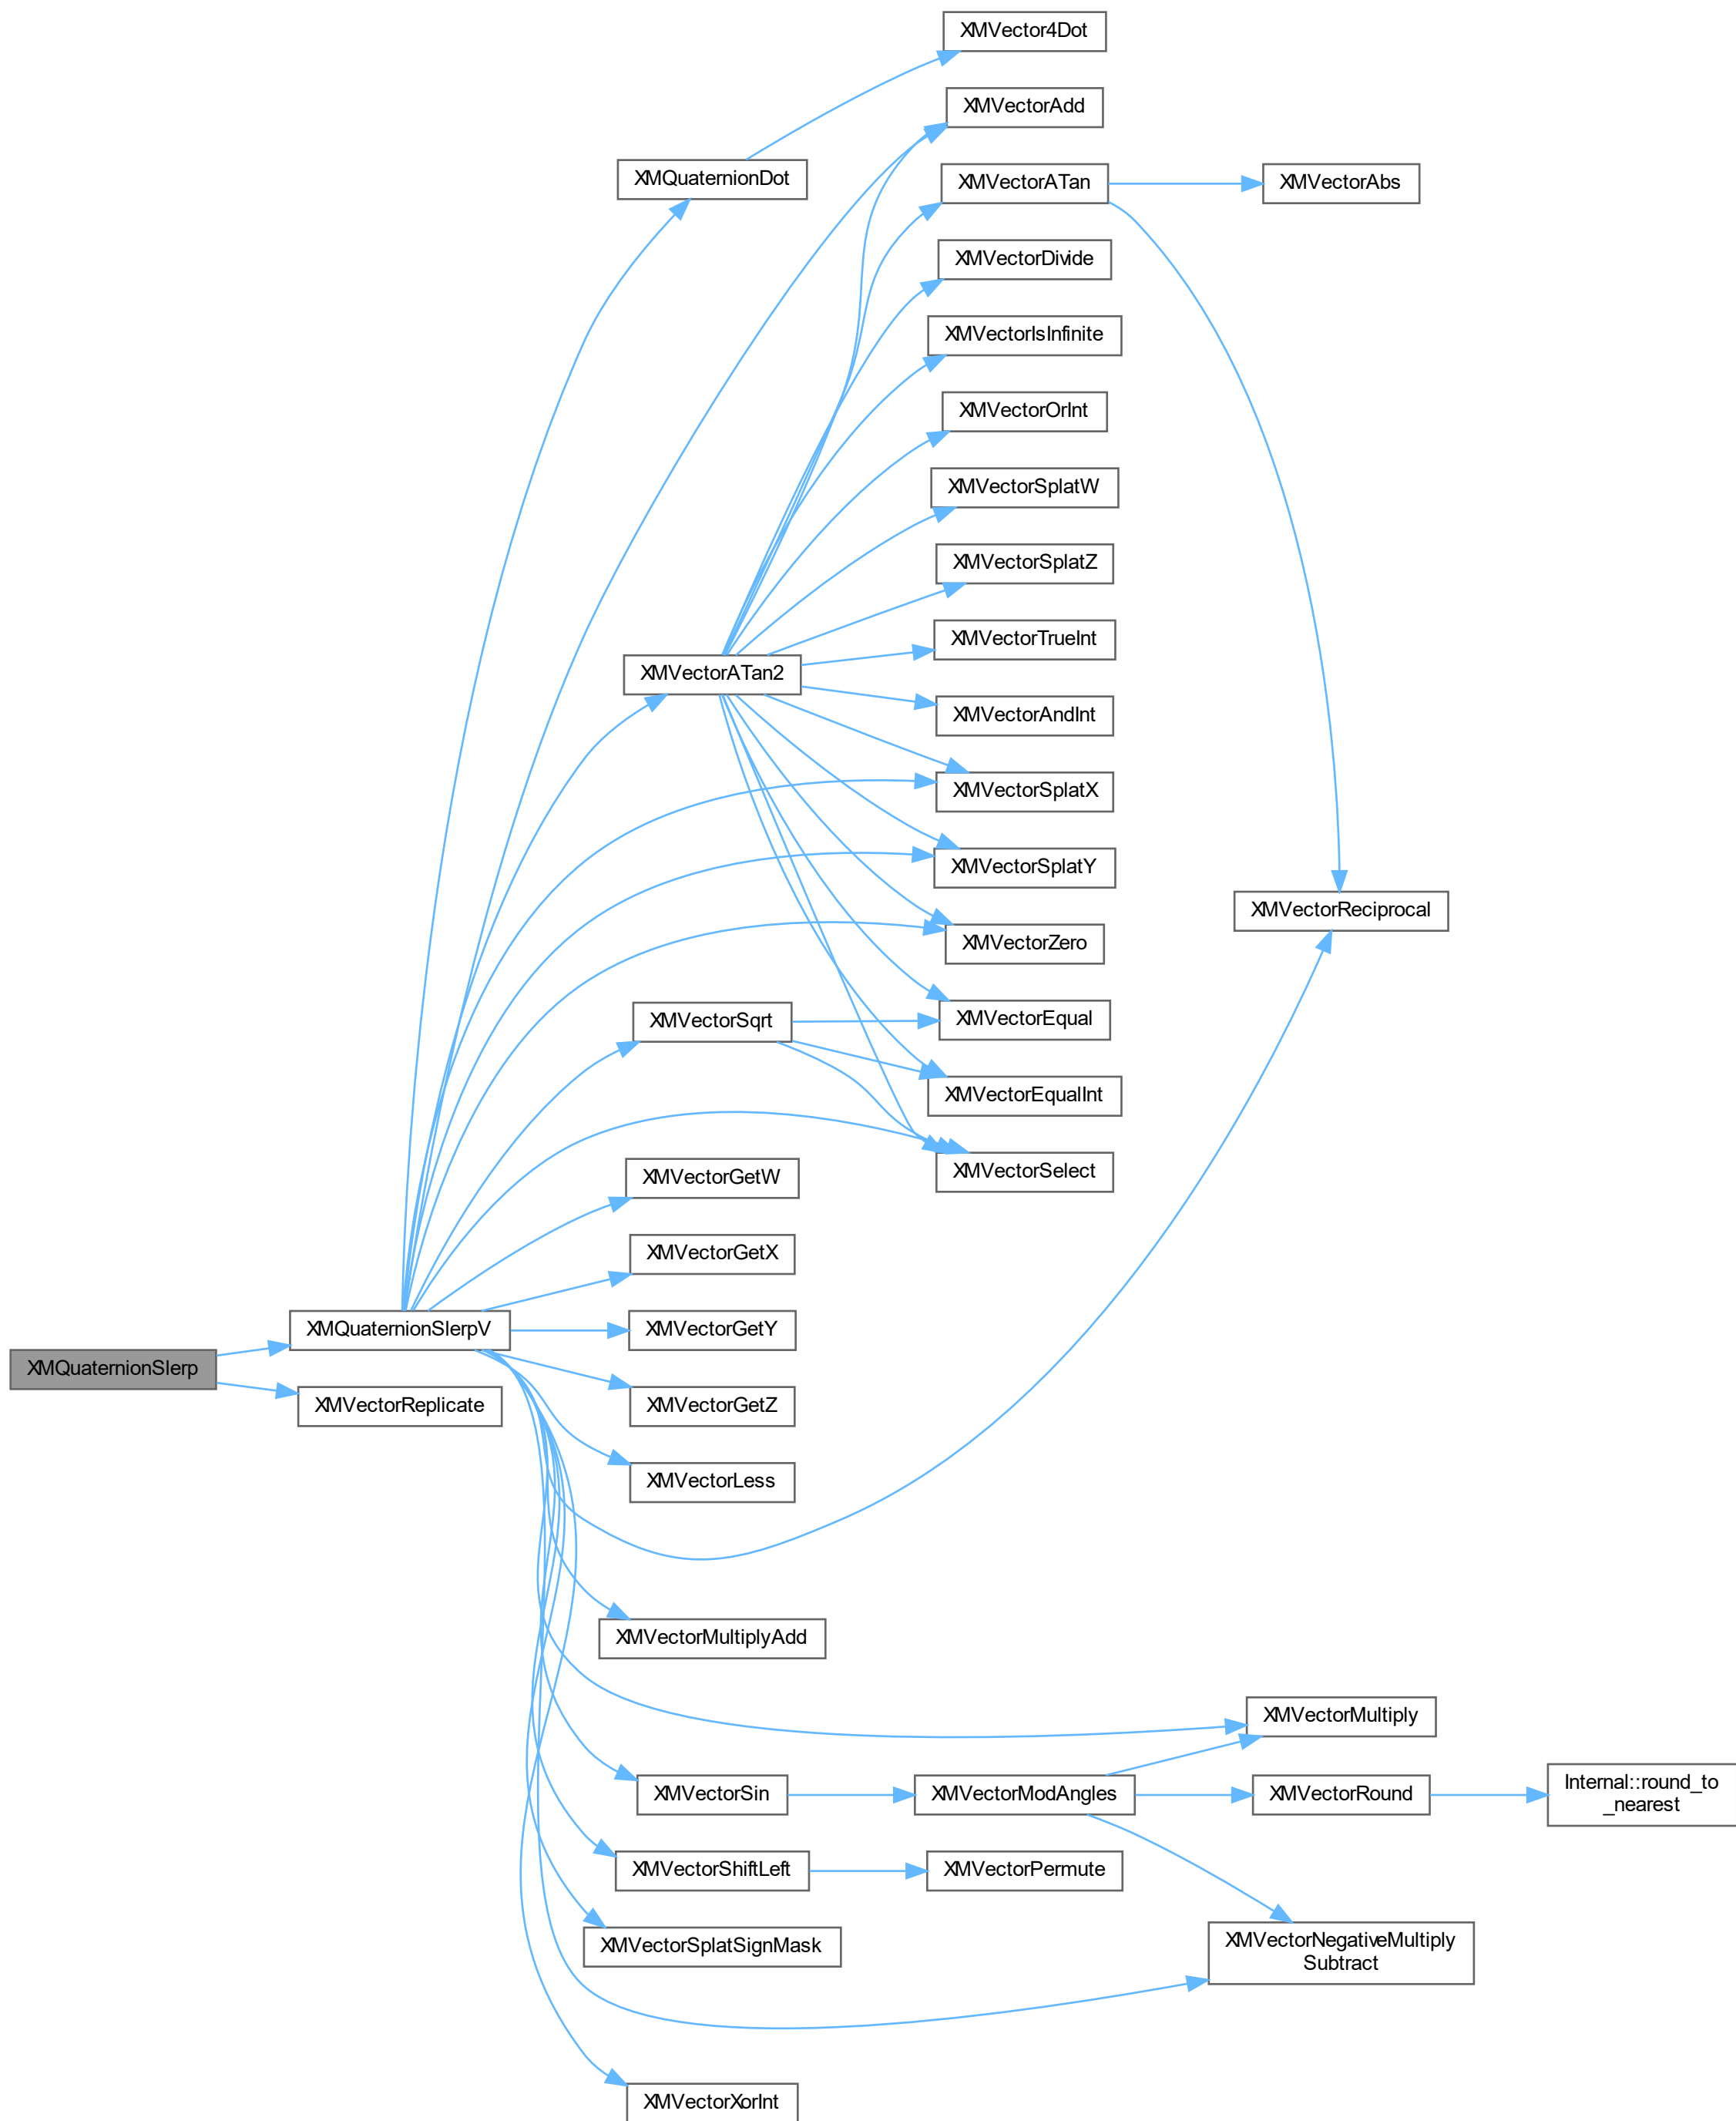 XMVector4Dot
XMVectorAdd
XMQuaternionDot
XMVectorATan
XMVectorAbs
XMVectorDivide
XMVectorIsInfinite
XMVectorOrInt
XMVectorSplatW
XMVectorSplatZ
XMVectorTrueInt
XMVectorATan2
XMVectorAndInt
XMVectorSplatX
XMVectorSplatY
XMVectorReciprocal
XMVectorZero
XMVectorSqrt
XMVectorEqual
XMVectorEqualInt
XMVectorSelect
XMVectorGetW
XMVectorGetX
XMQuaternionSlerpV
XMVectorGetY
XMQuaternionSlerp
XMVectorReplicate
XMVectorGetZ
XMVectorLess
XMVectorMultiplyAdd
XMVectorMultiply
XMVectorSin
XMVectorModAngles
XMVectorRound
Internal::round_to
_nearest
XMVectorShiftLeft
XMVectorPermute
XMVectorSplatSignMask
XMVectorNegativeMultiply
Subtract
XMVectorXorInt